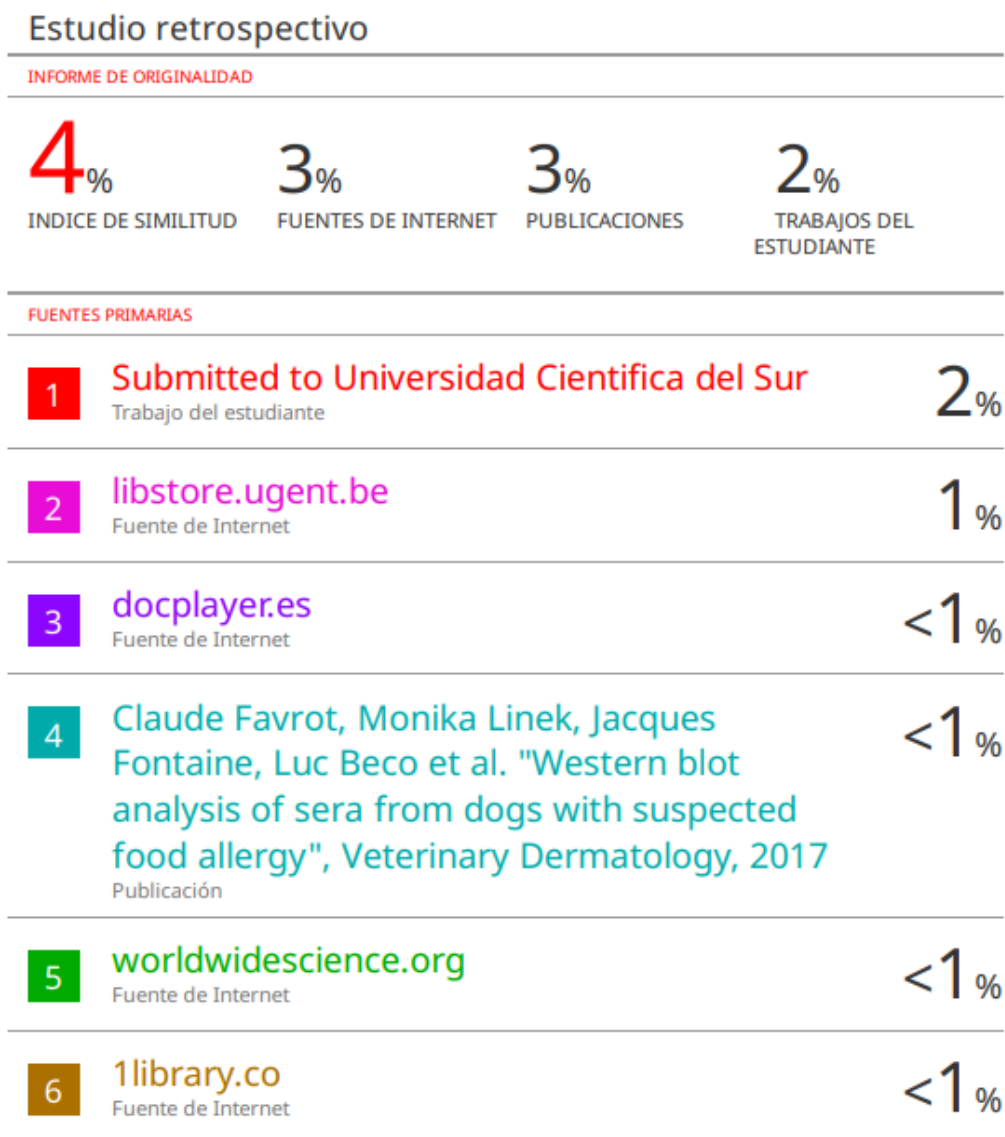 Estudio retrospectivo
INFORME DE ORIGINALIDAD
4% 3% 3% 2%
INDICE DE SIMILITUD FUENTES DE INTERNET PUBLICACIONES TRABAJOS DEL
ESTUDIANTE
FUENTES PRIMARIAS
1 Submitted to Universidad Cientifica del Sur 2%
Trabajo del estudiante
2 libstore.ugent.be 1%
Fuente de Internet
3 docplayer.es <1%
Fuente de Internet
4 Claude Favrot, Monika Linek, Jacques <1%
Fontaine, Luc Beco et al. "Western blot
analysis of sera from dogs with suspected
food allergy", Veterinary Dermatology, 2017
Publicación
5 worldwidescience.org <1%
Fuente de Internet
6 1library.co <1%
Fuente de Internet